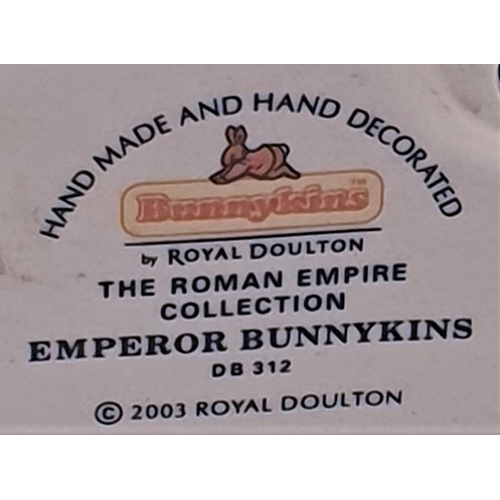 HAND MADE AND HAND DECORATED
Bunnykins TM
by ROYAL DOULTON
THE ROMAN EMPIRE
COLLECTION
EMPEROR BUNNYKINS
DB 312
© 2003 ROYAL DOULTON